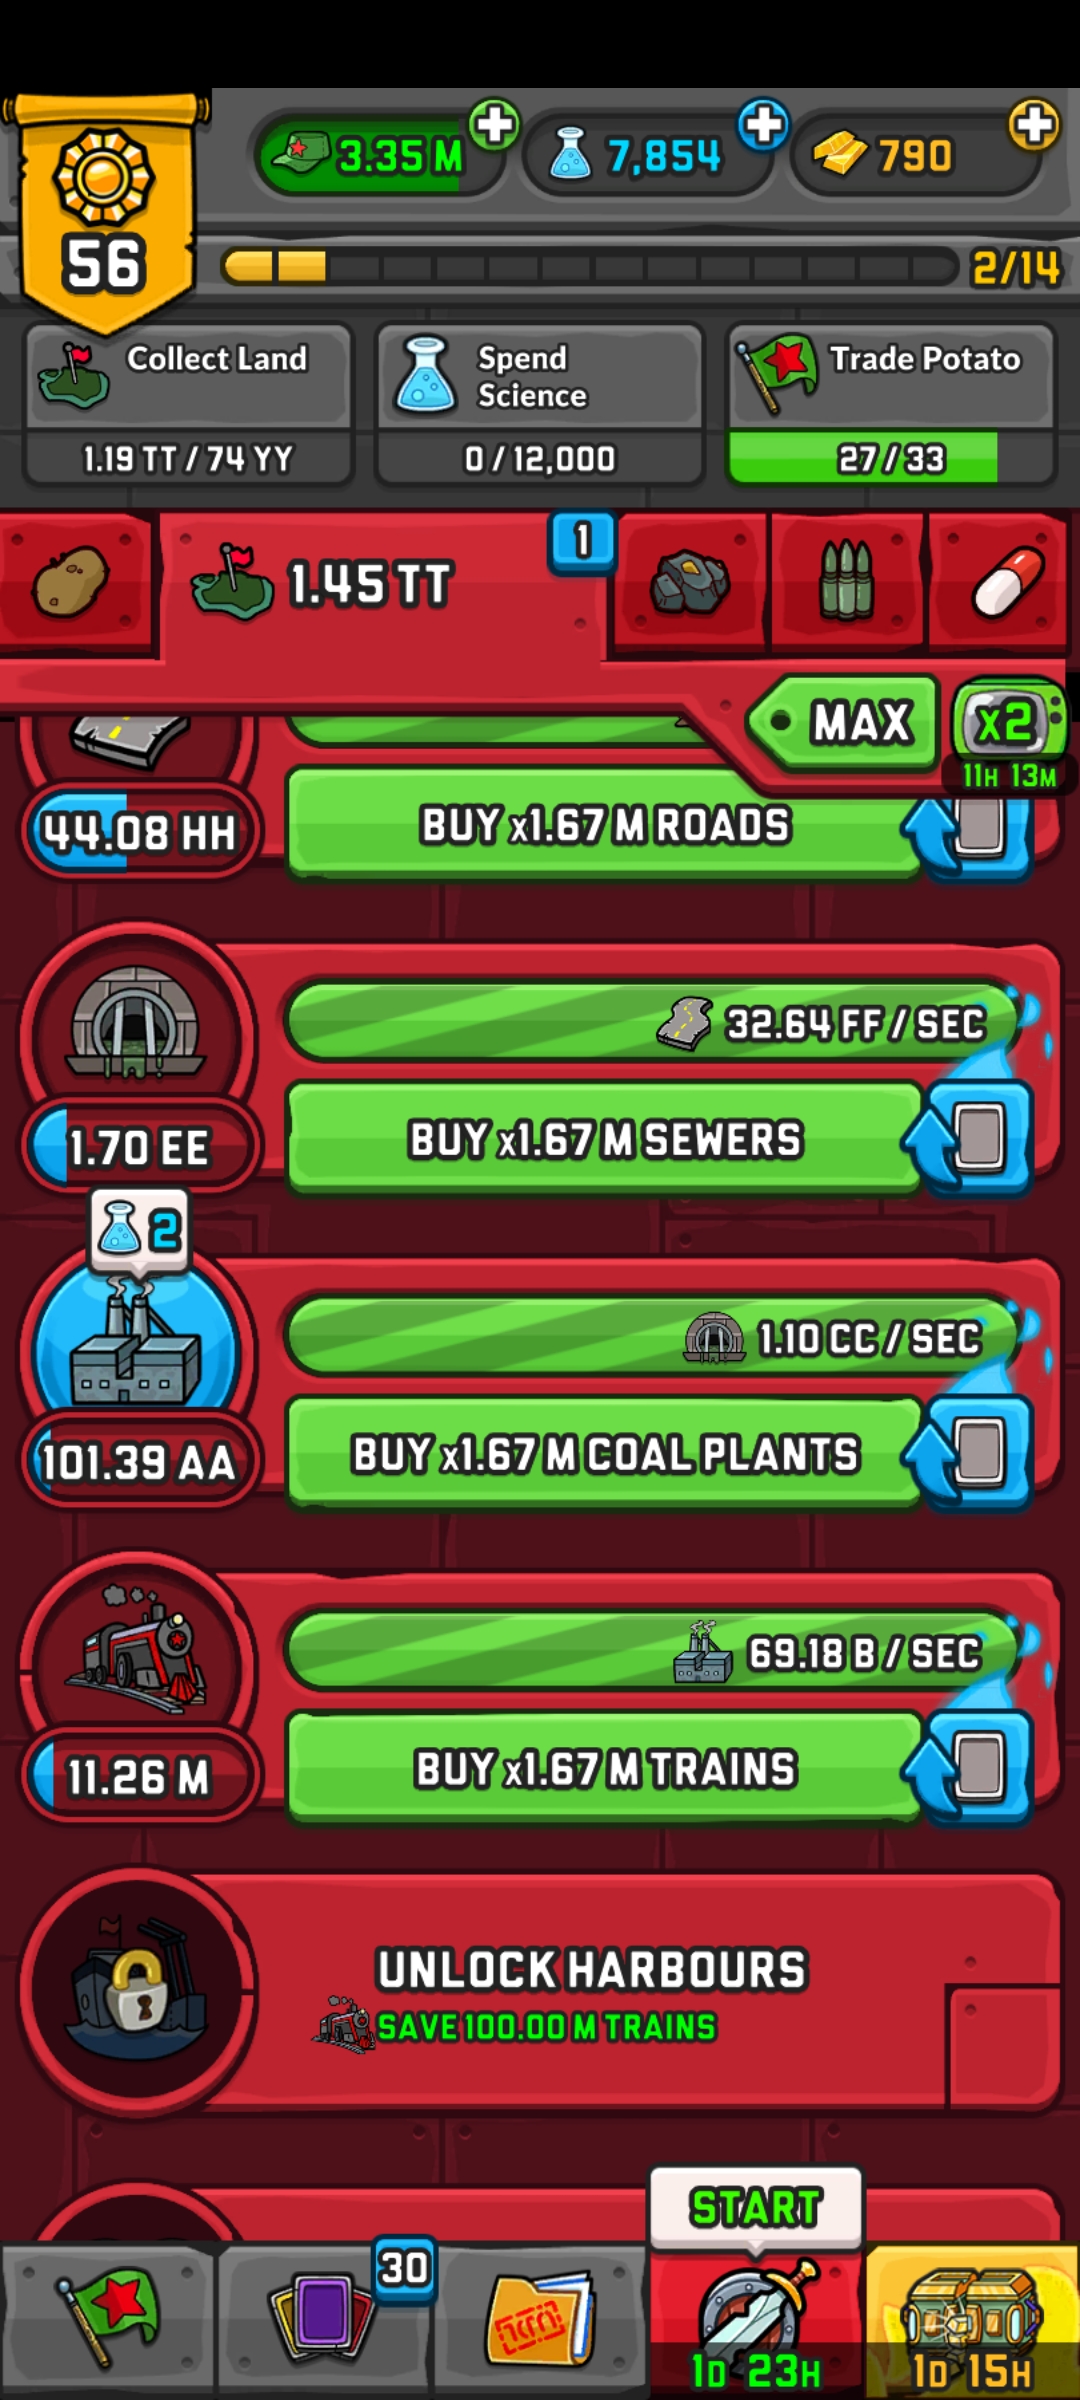 3.35 M
7,854
790
56
2/14
Collect Land
1.19 TT / 74 YY
Spend
Science
0 / 12,000
Trade Potato
27 / 33
1.45 TT
1
MAX
x2
11H 13M
44.08 HH
BUY x1.67 M ROADS
32.64 FF / SEC
1.70 EE
BUY x1.67 M SEWERS
2
1.10 CC / SEC
101.39 AA
BUY x1.67 M COAL PLANTS
69.18 B / SEC
11.26 M
BUY x1.67 M TRAINS
UNLOCK HARBOURS
SAVE 100.00 M TRAINS
START
30
1D 23H
1D 15H